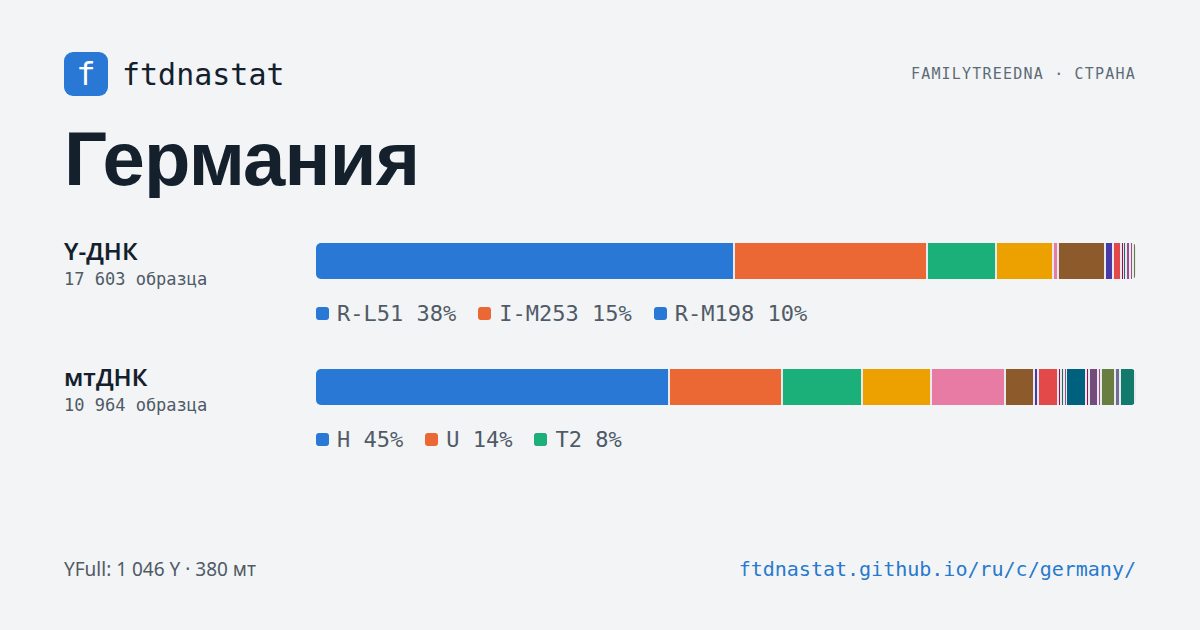 f ftdnastat
FAMILYTREEDNA · СТРАНА
Германия
Y-ДНК
17 603 образца
R-L51 38% I-M253 15% R-M198 10%
мтДНК
10 964 образца
H 45% U 14% T2 8%
YFull: 1 046 Y · 380 мт
ftdnastat.github.io/ru/c/germany/